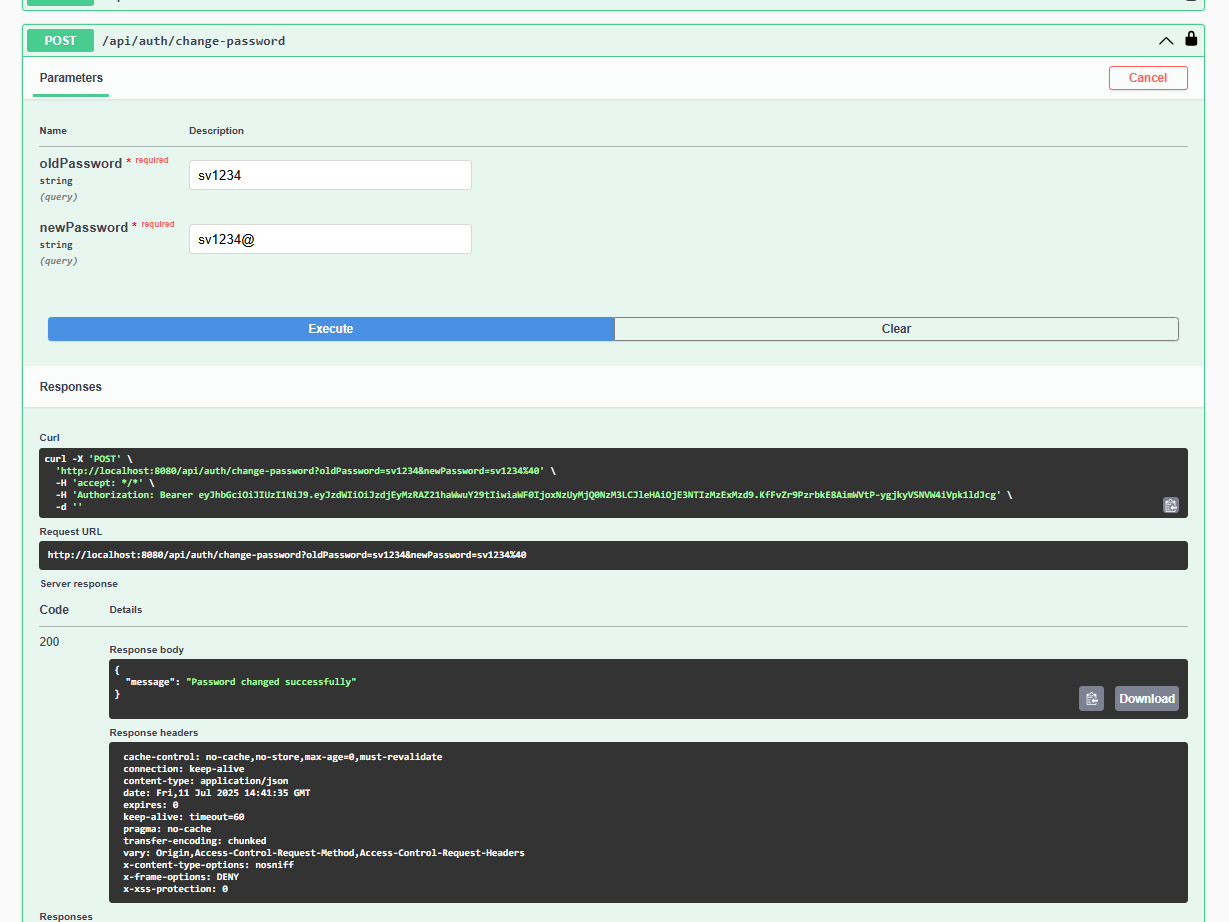 POST /api/auth/change-password
Parameters
Cancel
Name Description
oldPassword * required
string
(query)
sv1234
newPassword * required
string
(query)
sv1234@
Execute Clear
Responses
Curl
curl -X 'POST' \
'http://localhost:8080/api/auth/change-password?oldPassword=sv1234&newPassword=sv1234%40' \
-H 'accept: */*' \
-H 'Authorization: Bearer eyJhbGciOiJIUzI1NiJ9.eyJzdWIiOiJzdjEyMzRAZ21haWwuY29tIiwiaWF0IjoxNzUyMjQ0NzM3LCJleHAiOjE3NTIzMzExMzd9.KfFvZr9PzrbkE8AimWVtP-ygjkyVSNVW4iVpk1ldJcg' \
-d ''
Request URL
http://localhost:8080/api/auth/change-password?oldPassword=sv1234&newPassword=sv1234%40
Server response
Code Details
200
Response body
{
"message": "Password changed successfully"
}
Download
Response headers
cache-control: no-cache,no-store,max-age=0,must-revalidate
connection: keep-alive
content-type: application/json
date: Fri,11 Jul 2025 14:41:35 GMT
expires: 0
keep-alive: timeout=60
pragma: no-cache
transfer-encoding: chunked
vary: Origin,Access-Control-Request-Method,Access-Control-Request-Headers
x-content-type-options: nosniff
x-frame-options: DENY
x-xss-protection: 0
Responses